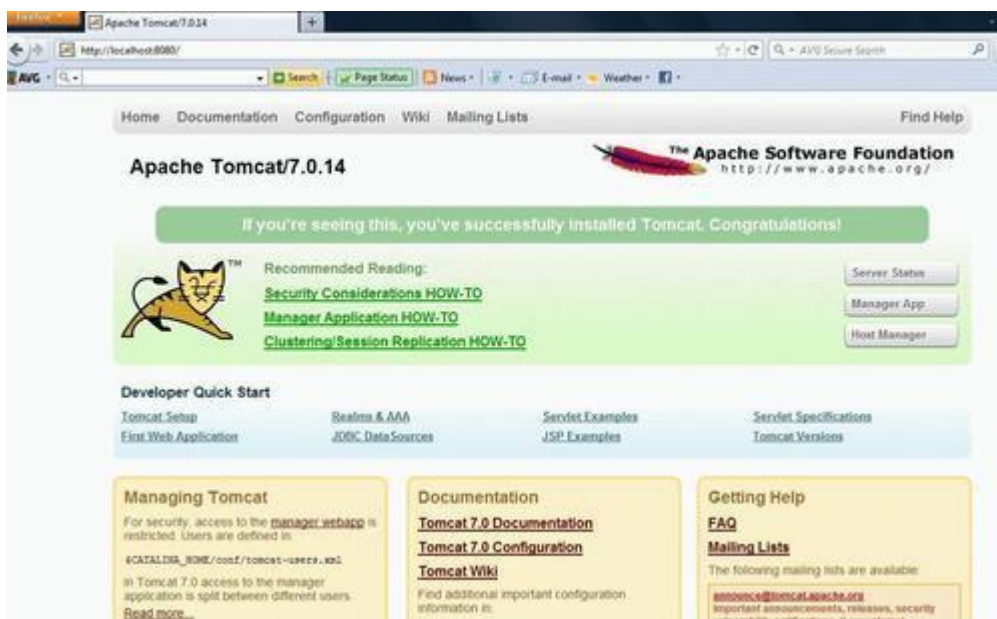 Firefox
Apache Tomcat/7.0.14
http://localhost:8080/
AVG Secure Search
AVG
Search
Page Status
News
E-mail
Weather
Home Documentation Configuration Wiki Mailing Lists Find Help
Apache Tomcat/7.0.14
The Apache Software Foundation
http://www.apache.org/
If you're seeing this, you've successfully installed Tomcat. Congratulations!
TM
Recommended Reading:
Security Considerations HOW-TO
Manager Application HOW-TO
Clustering/Session Replication HOW-TO
Server Status
Manager App
Host Manager
Developer Quick Start
Tomcat Setup
Realms & AAA
Servlet Examples
Servlet Specifications
First Web Application
JDBC DataSources
JSP Examples
Tomcat Versions
Managing Tomcat
For security, access to the manager webapp is
restricted. Users are defined in:
$CATALINA_HOME/conf/tomcat-users.xml
In Tomcat 7.0 access to the manager
application is split between different users.
Read more...
Documentation
Tomcat 7.0 Documentation
Tomcat 7.0 Configuration
Tomcat Wiki
Find additional important configuration
information in:
Getting Help
FAQ
Mailing Lists
The following mailing lists are available:
announce@tomcat.apache.org
Important announcements, releases, security